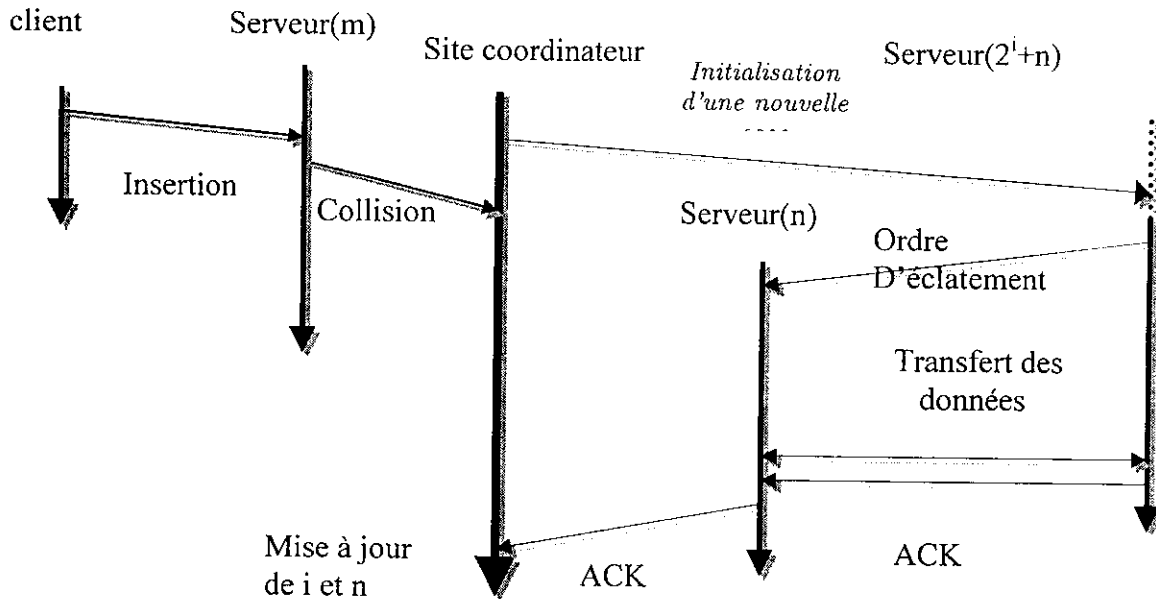 client
Serveur(m)
Site coordinateur
Serveur(2^i+n)
Initialisation
d'une nouvelle
Insertion
Collision
Serveur(n)
Ordre
D'éclatement
Transfert des
données
Mise à jour
de i et n
ACK
ACK